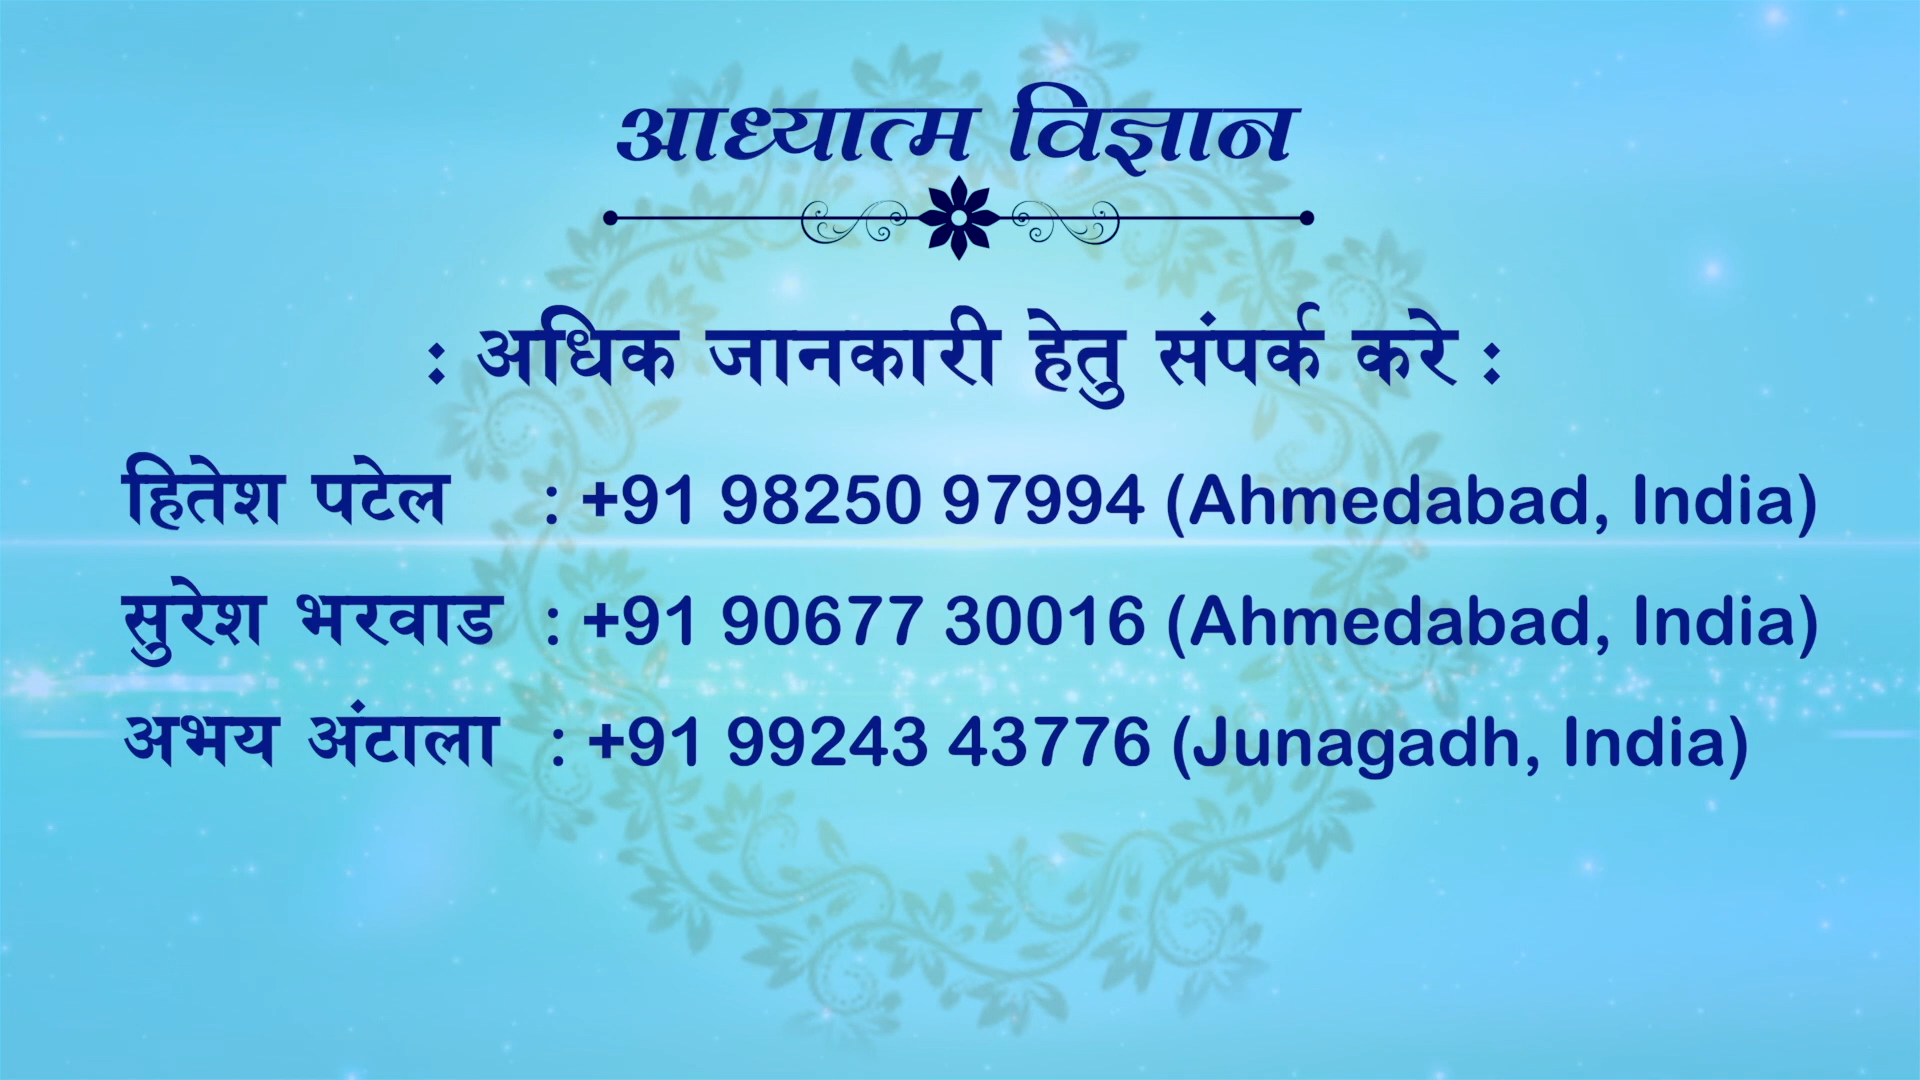 आध्यात्म विज्ञान
: अधिक जानकारी हेतु संपर्क करे :
हितेश पटेल : +91 98250 97994 (Ahmedabad, India)
सुरेश भरवाड : +91 90677 30016 (Ahmedabad, India)
अभय अंटाला : +91 99243 43776 (Junagadh, India)